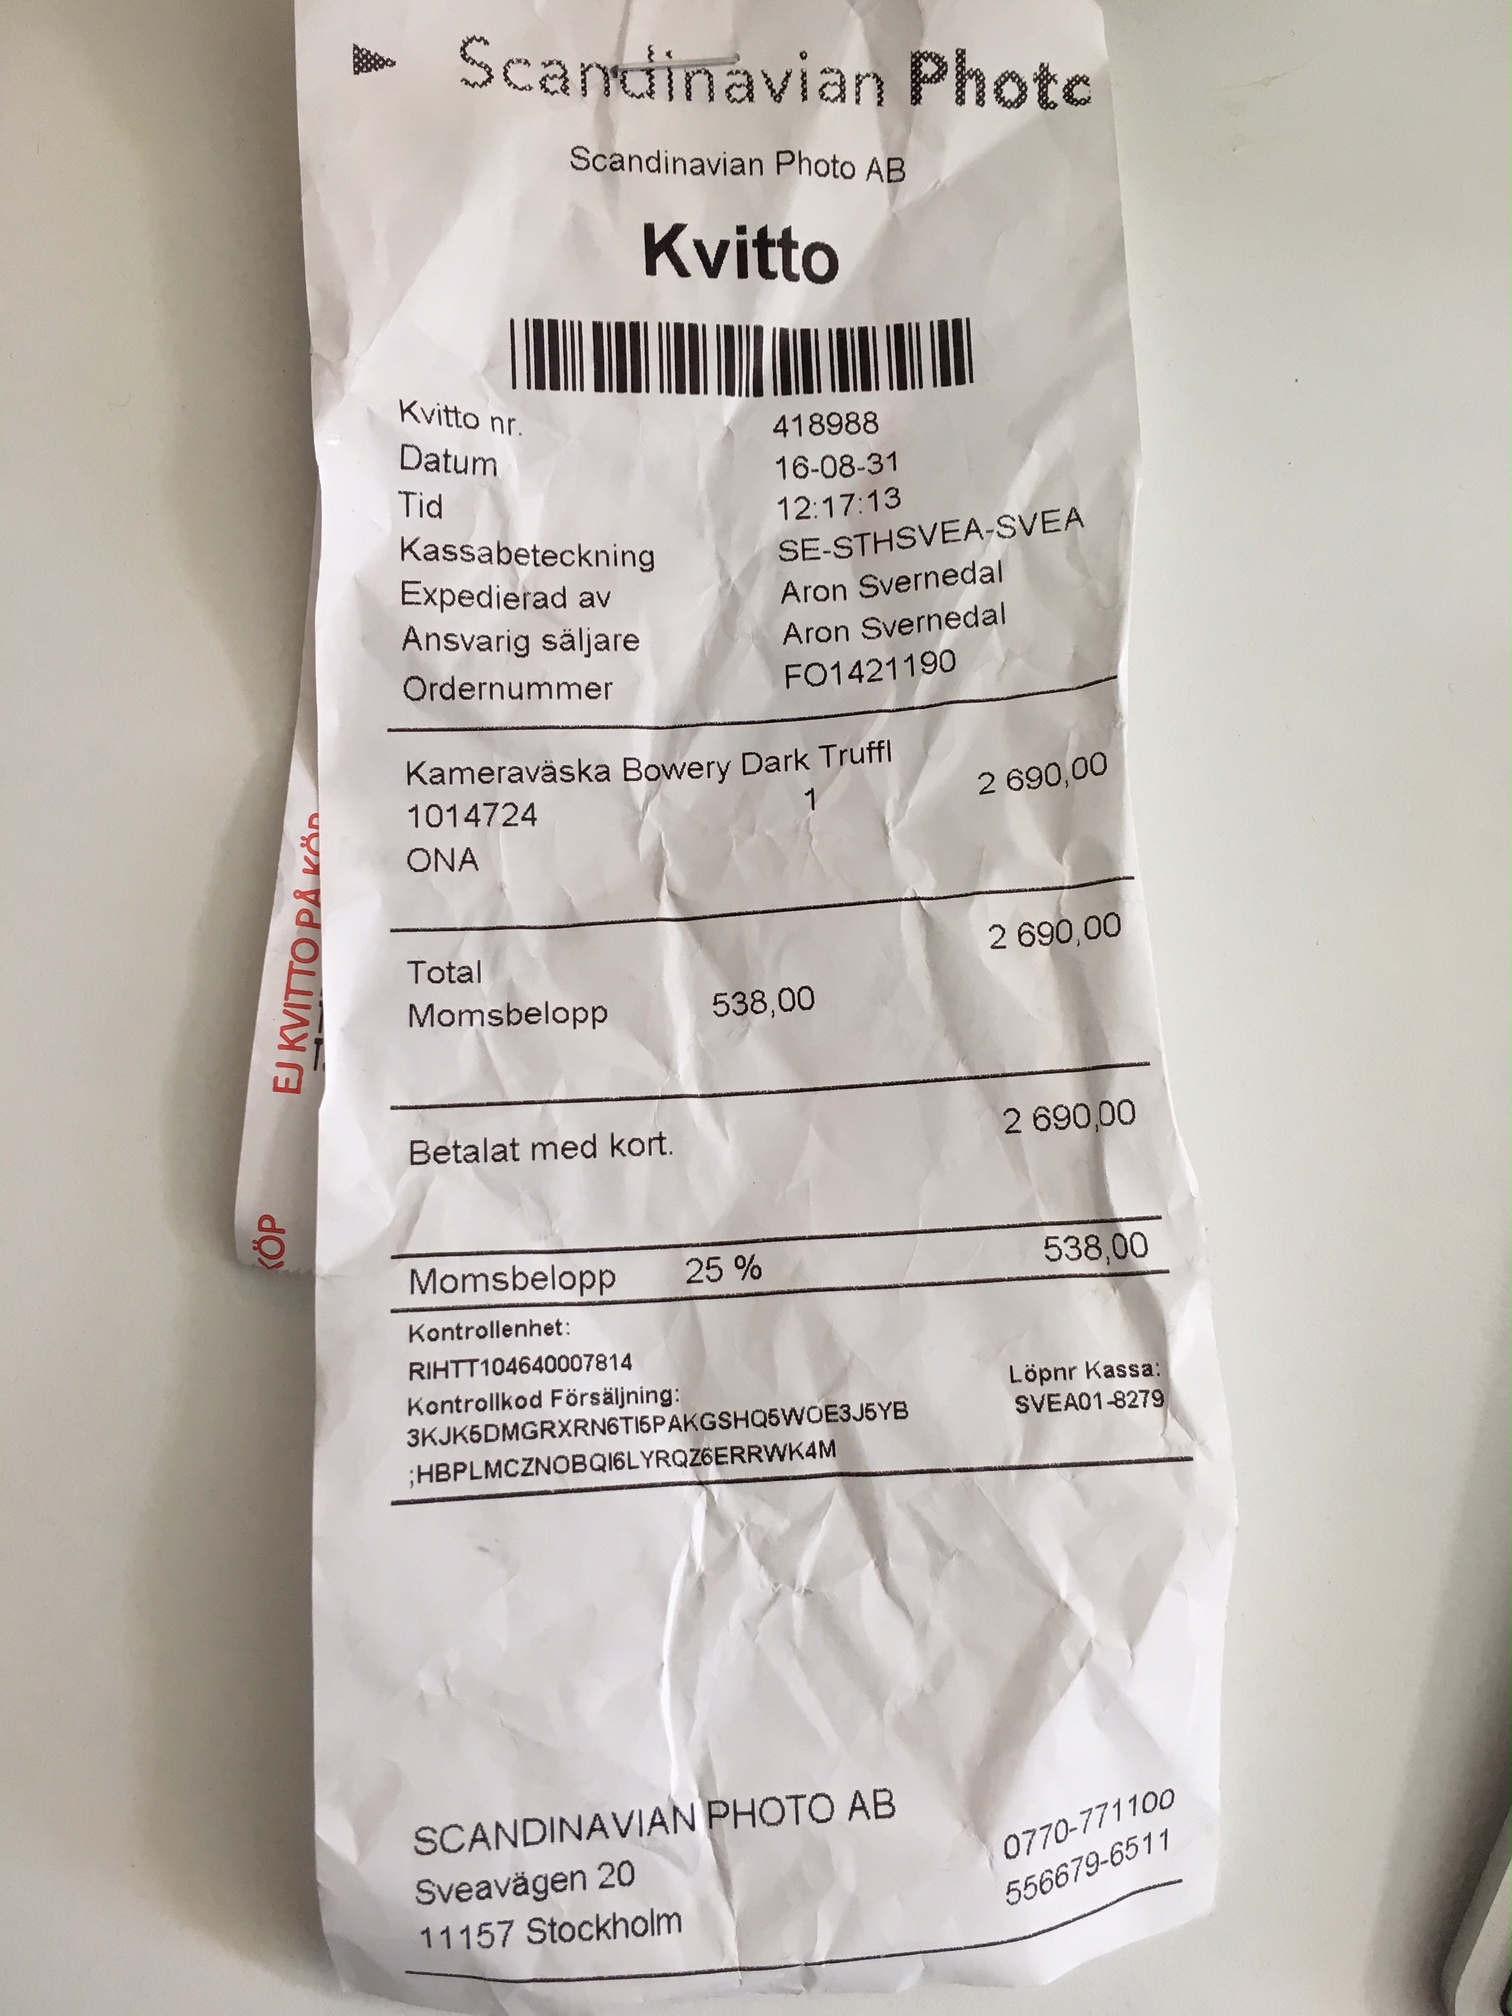 Scandinavian Photo
Scandinavian Photo AB
Kvitto
Kvitto nr. 418988
Datum 16-08-31
Tid 12:17:13
Kassabeteckning SE-STHSVEA-SVEA
Expedierad av Aron Svernedal
Ansvarig säljare Aron Svernedal
Ordernummer FO1421190
Kameraväska Bowery Dark Truffl
1014724 1 2 690,00
ONA
Total 2 690,00
Momsbelopp 538,00
Betalat med kort. 2 690,00
Momsbelopp 25 % 538,00
Kontrollenhet:
RIHTT104640007814
Kontrollkod Försäljning: Löpnr Kassa:
3KJK5DMGRXRN6TI5PAKGSHQ5WOE3J5YB SVEA01-8279
;HBPLMCZNOBQI6LYRQZ6ERRWK4M
SCANDINAVIAN PHOTO AB 0770-771100
Sveavägen 20 556679-6511
11157 Stockholm
EJ KVITTO PÅ KÖP
KÖP